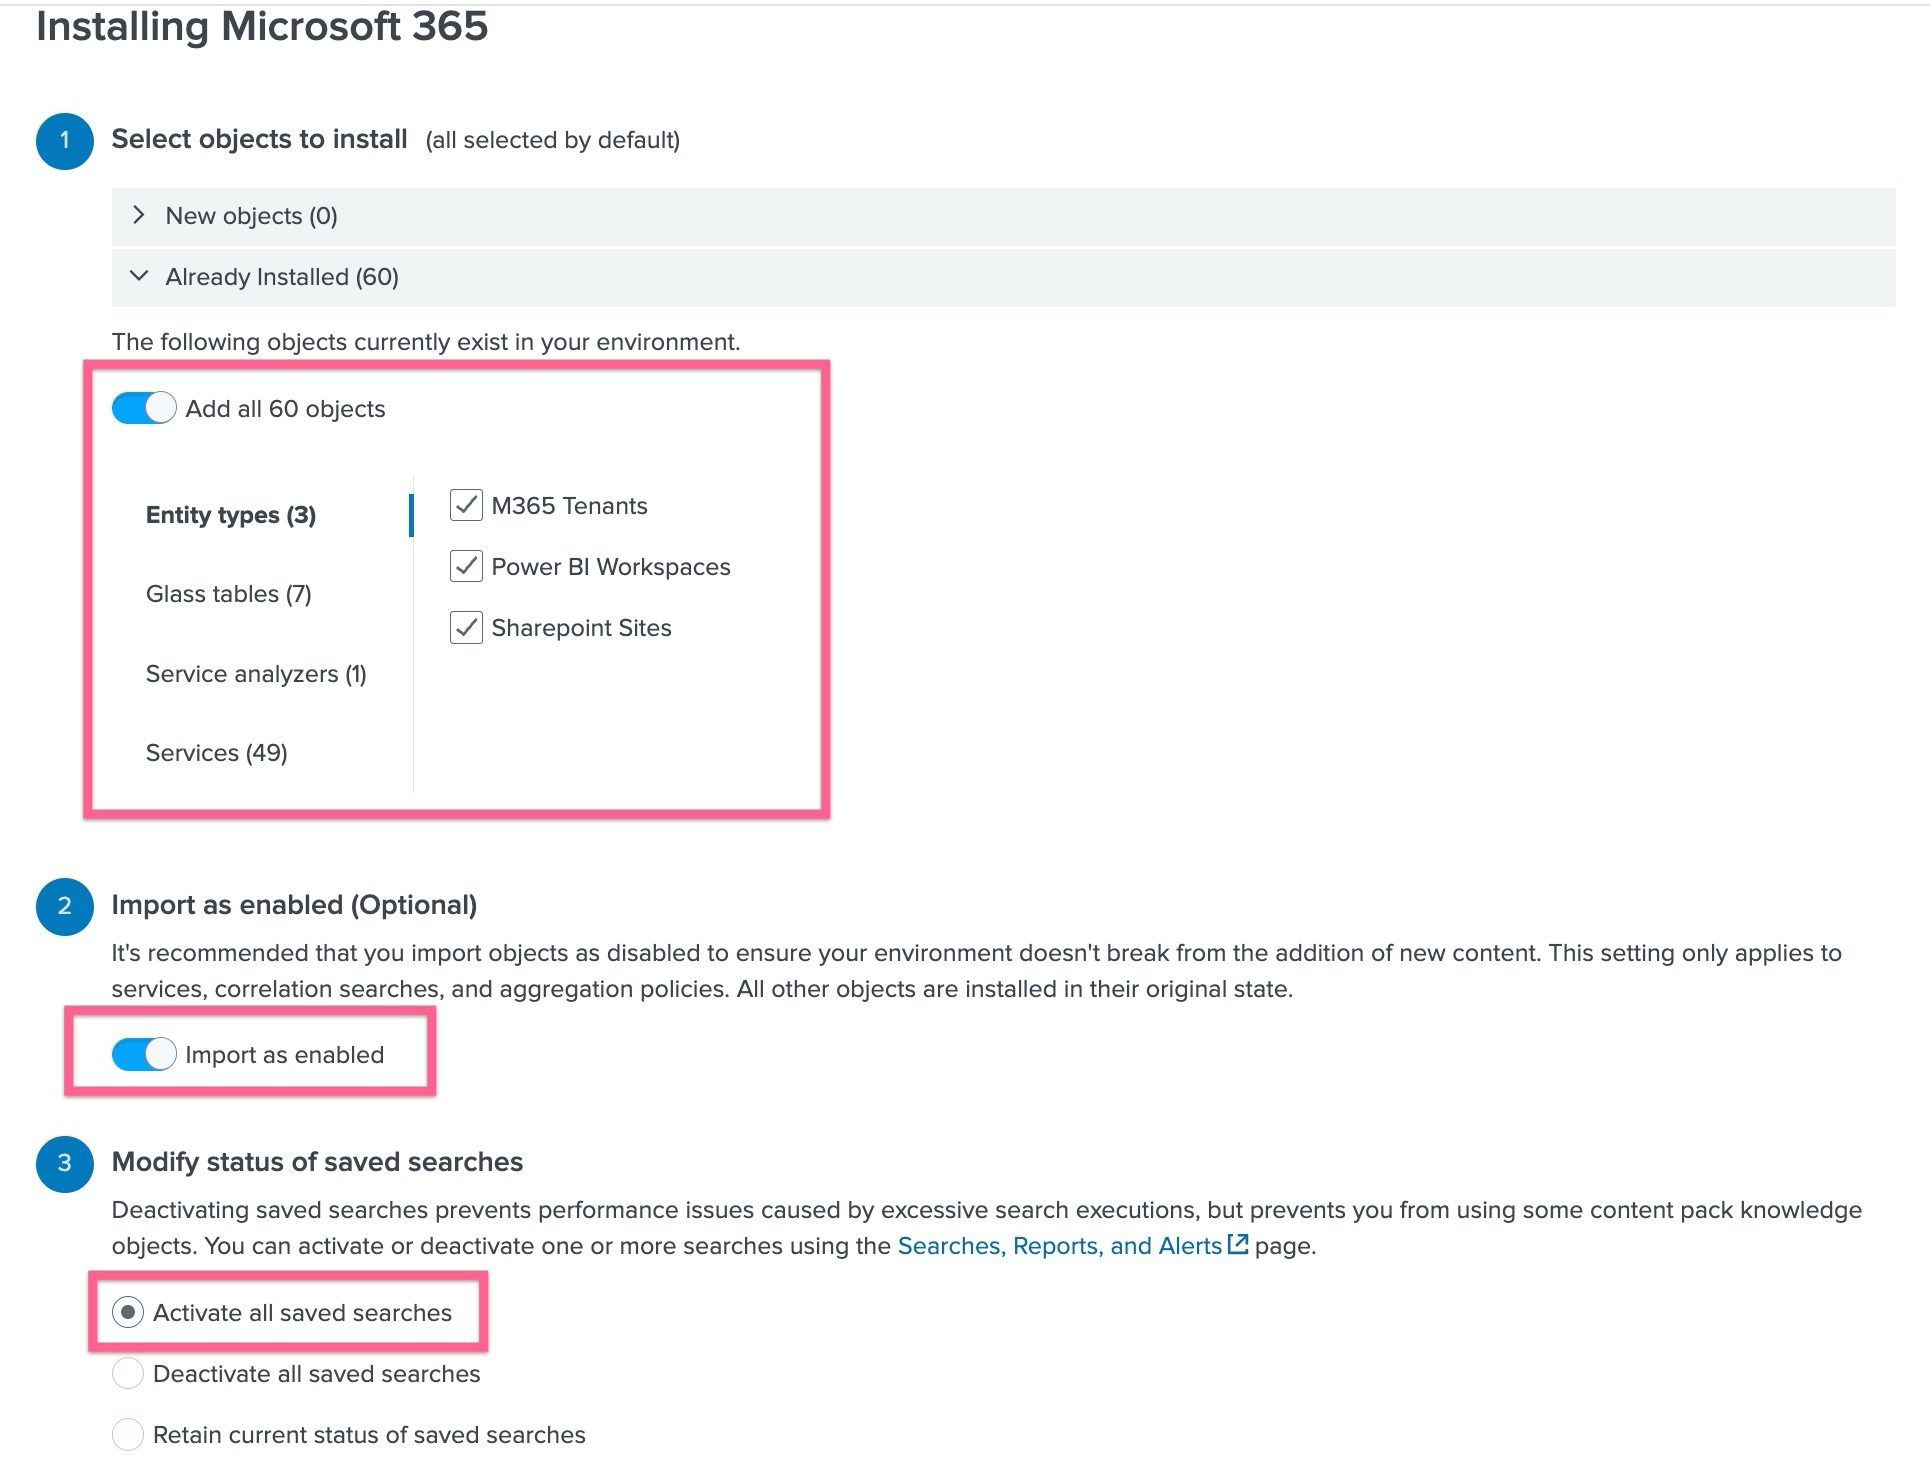 Installing Microsoft 365
1
Select objects to install (all selected by default)
New objects (0)
Already Installed (60)
The following objects currently exist in your environment.
Add all 60 objects
Entity types (3)
Glass tables (7)
Service analyzers (1)
Services (49)
M365 Tenants
Power BI Workspaces
Sharepoint Sites
2
Import as enabled (Optional)
It's recommended that you import objects as disabled to ensure your environment doesn't break from the addition of new content. This setting only applies to
services, correlation searches, and aggregation policies. All other objects are installed in their original state.
Import as enabled
3
Modify status of saved searches
Deactivating saved searches prevents performance issues caused by excessive search executions, but prevents you from using some content pack knowledge
objects. You can activate or deactivate one or more searches using the Searches, Reports, and Alerts page.
Activate all saved searches
Deactivate all saved searches
Retain current status of saved searches